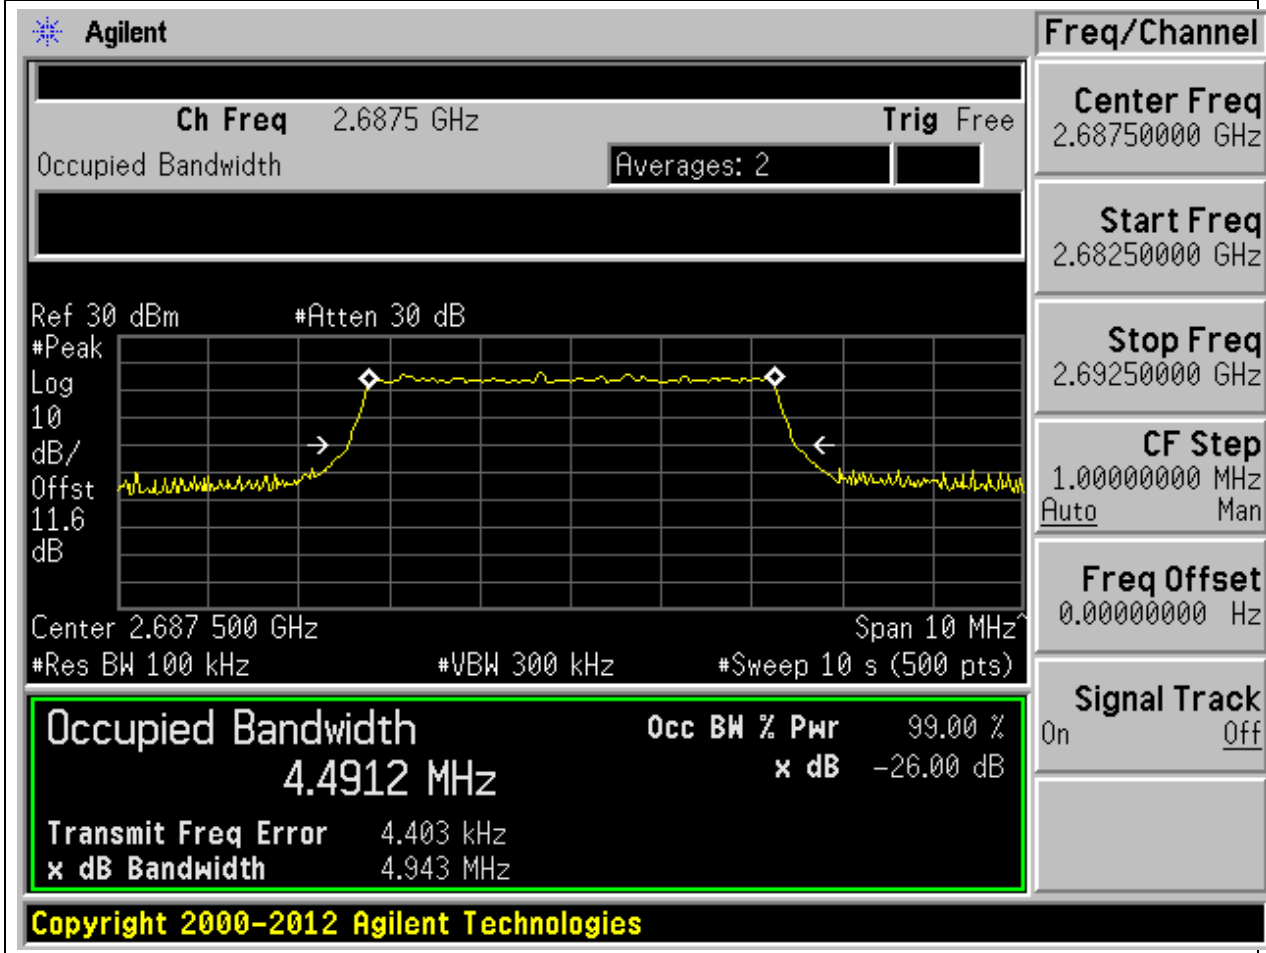 Agilent
Freq/Channel
Ch Freq 2.6875 GHz Trig Free
Occupied Bandwidth Averages: 2
Center Freq
2.68750000 GHz
Start Freq
2.68250000 GHz
Stop Freq
2.69250000 GHz
CF Step
1.00000000 MHz
Auto Man
Freq Offset
0.00000000 Hz
Signal Track
On Off
Ref 30 dBm #Atten 30 dB
#Peak
Log
10
dB/
Offst
11.6
dB
Center 2.687 500 GHz Span 10 MHz^
#Res BW 100 kHz #VBW 300 kHz #Sweep 10 s (500 pts)
Occupied Bandwidth
4.4912 MHz
Occ BW % Pwr 99.00 %
x dB -26.00 dB
Transmit Freq Error 4.403 kHz
x dB Bandwidth 4.943 MHz
Copyright 2000-2012 Agilent Technologies